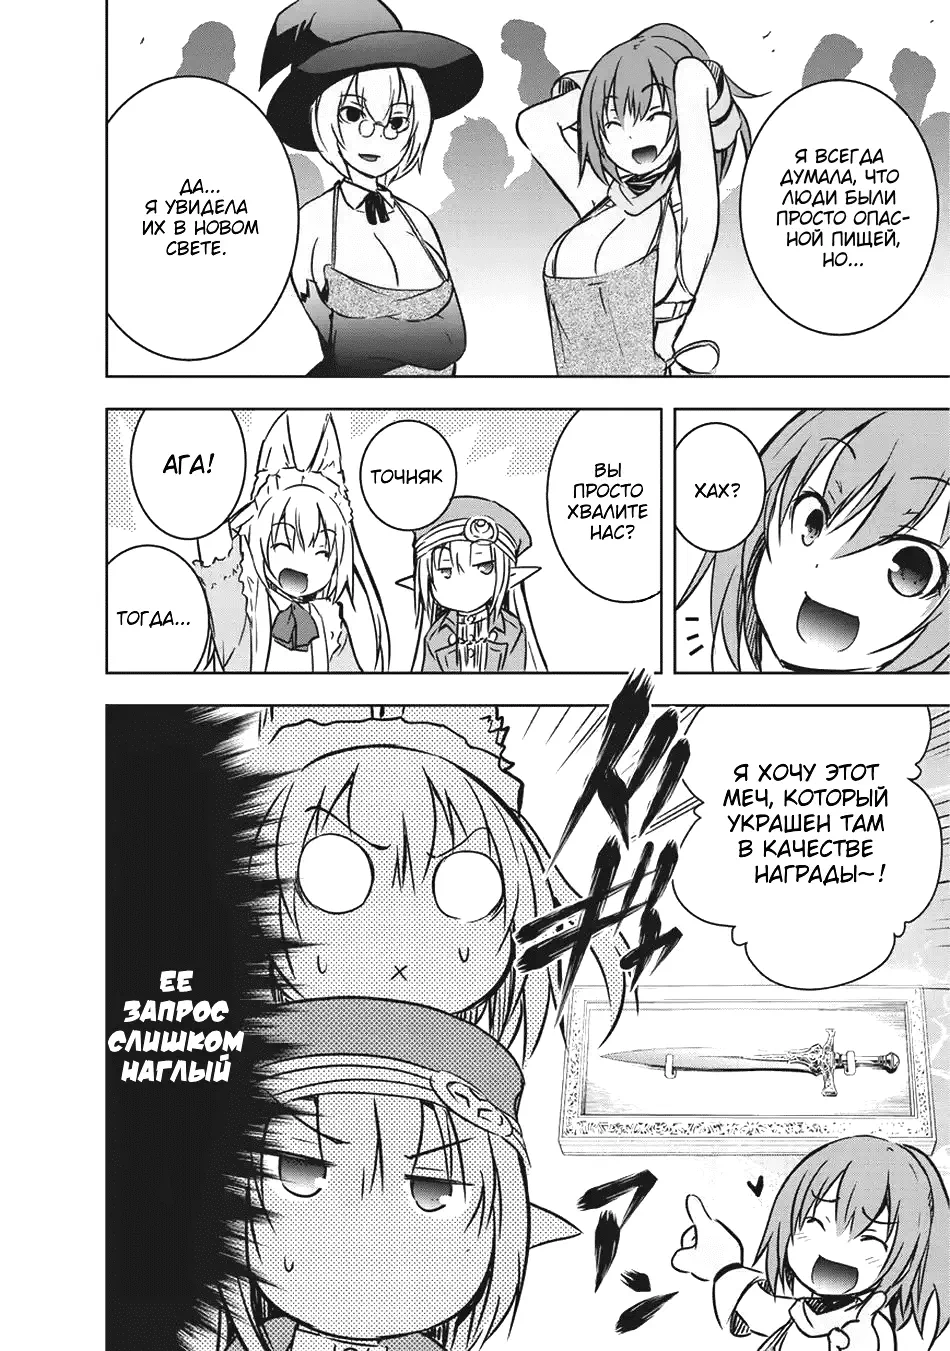 Я ВСЕГДА
ДУМАЛА, ЧТО
ЛЮДИ БЫЛИ
ПРОСТО ОПАС-
НОЙ ПИЩЕЙ,
НО...
ДА...
Я УВИДЕЛА
ИХ В НОВОМ
СВЕТЕ.
ХАХ?
ВЫ
ПРОСТО
ХВАЛИТЕ
НАС?
ТОЧНЯК
АГА!
ТОГДА...
Я ХОЧУ ЭТОТ
МЕЧ, КОТОРЫЙ
УКРАШЕН ТАМ
В КАЧЕСТВЕ
НАГРАДЫ~!
ЕЕ
ЗАПРОС
СЛИШКОМ
НАГЛЫЙ